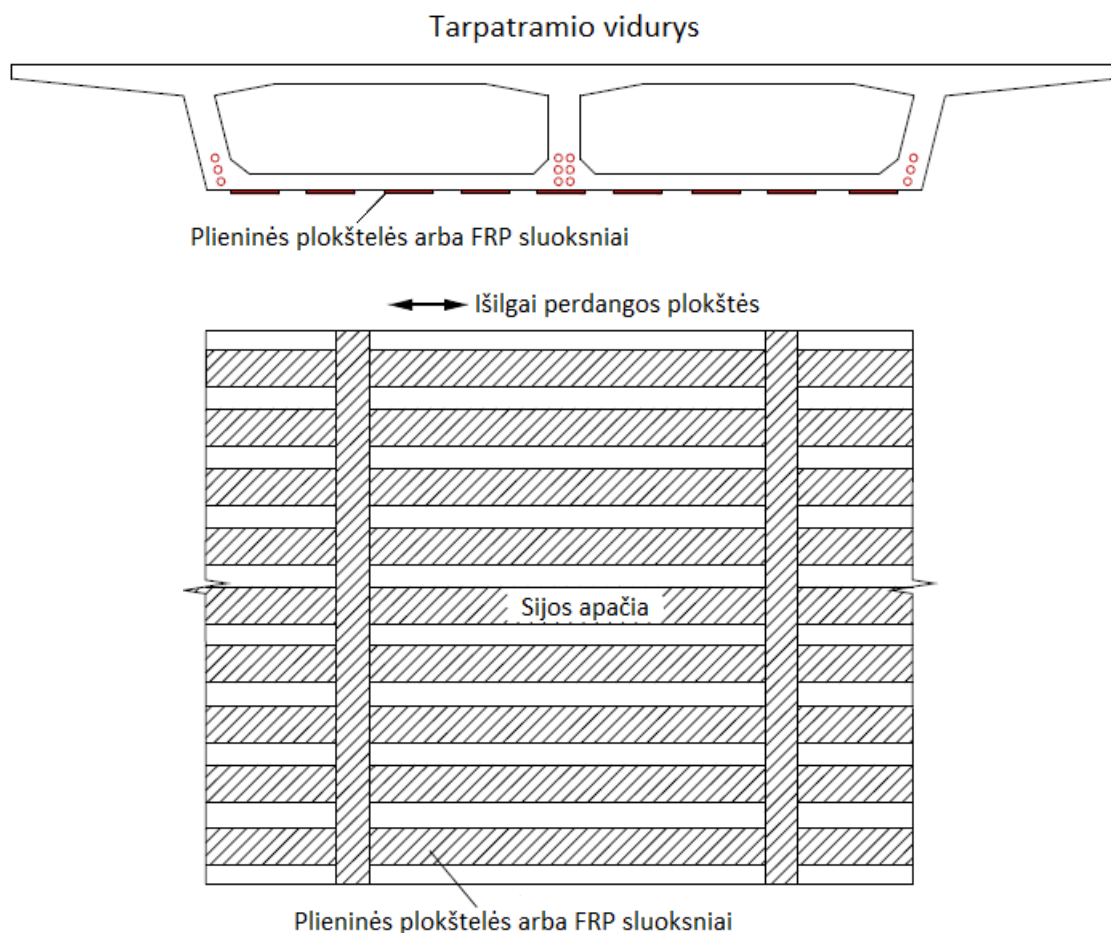 Tarpatramio vidurys
Plieninės plokštelės arba FRP sluoksniai
Išilgai perdangos plokštės
Sijos apačia
Plieninės plokštelės arba FRP sluoksniai